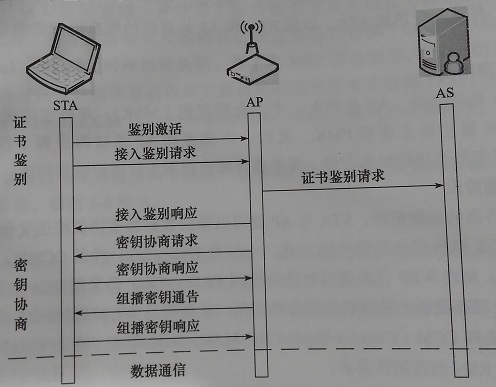 STA
AP
AS
证书鉴别
鉴别激活
接入鉴别请求
证书鉴别请求
接入鉴别响应
密钥协商
密钥协商请求
密钥协商响应
组播密钥通告
组播密钥响应
数据通信